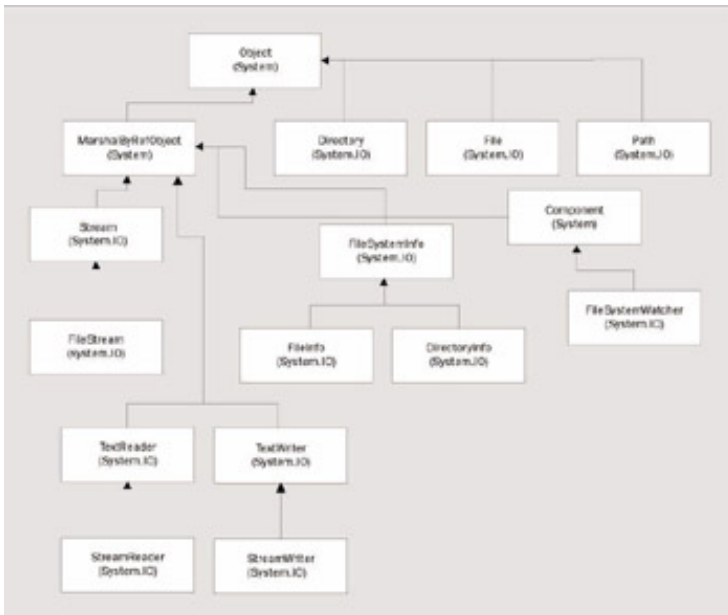 Object
(System)
MarshalByRefObject
(System)
Directory
(System.IO)
File
(System.IO)
Path
(System.IO)
Stream
(System.IO)
FileSystemInfo
(System.IO)
Component
(System)
FileStream
(system.IO)
FileInfo
(System.IO)
DirectoryInfo
(System.IO)
FileSystemWatcher
(System.IO)
TextReader
(System.IO)
TextWriter
(System.IO)
StreamReader
(System.IO)
StreamWriter
(System.IO)